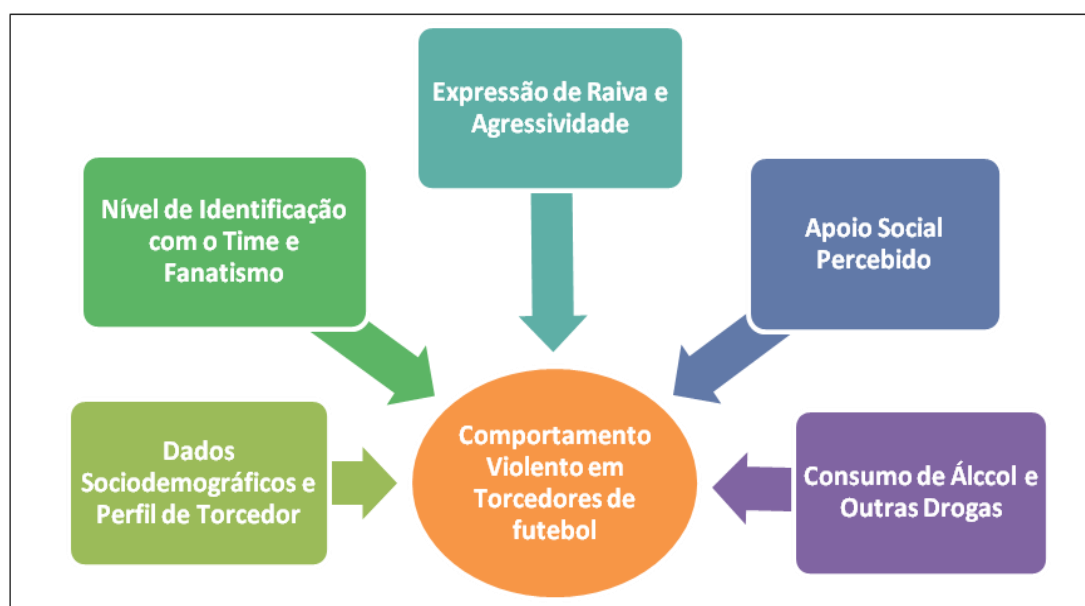 Expressão de Raiva e
Agressividade
Nível de Identificação
com o Time e
Fanatismo
Apoio Social
Percebido
Dados
Sociodemográficos e
Perfil de Torcedor
Comportamento
Violento em
Torcedores de
futebol
Consumo de Álccol e
Outras Drogas